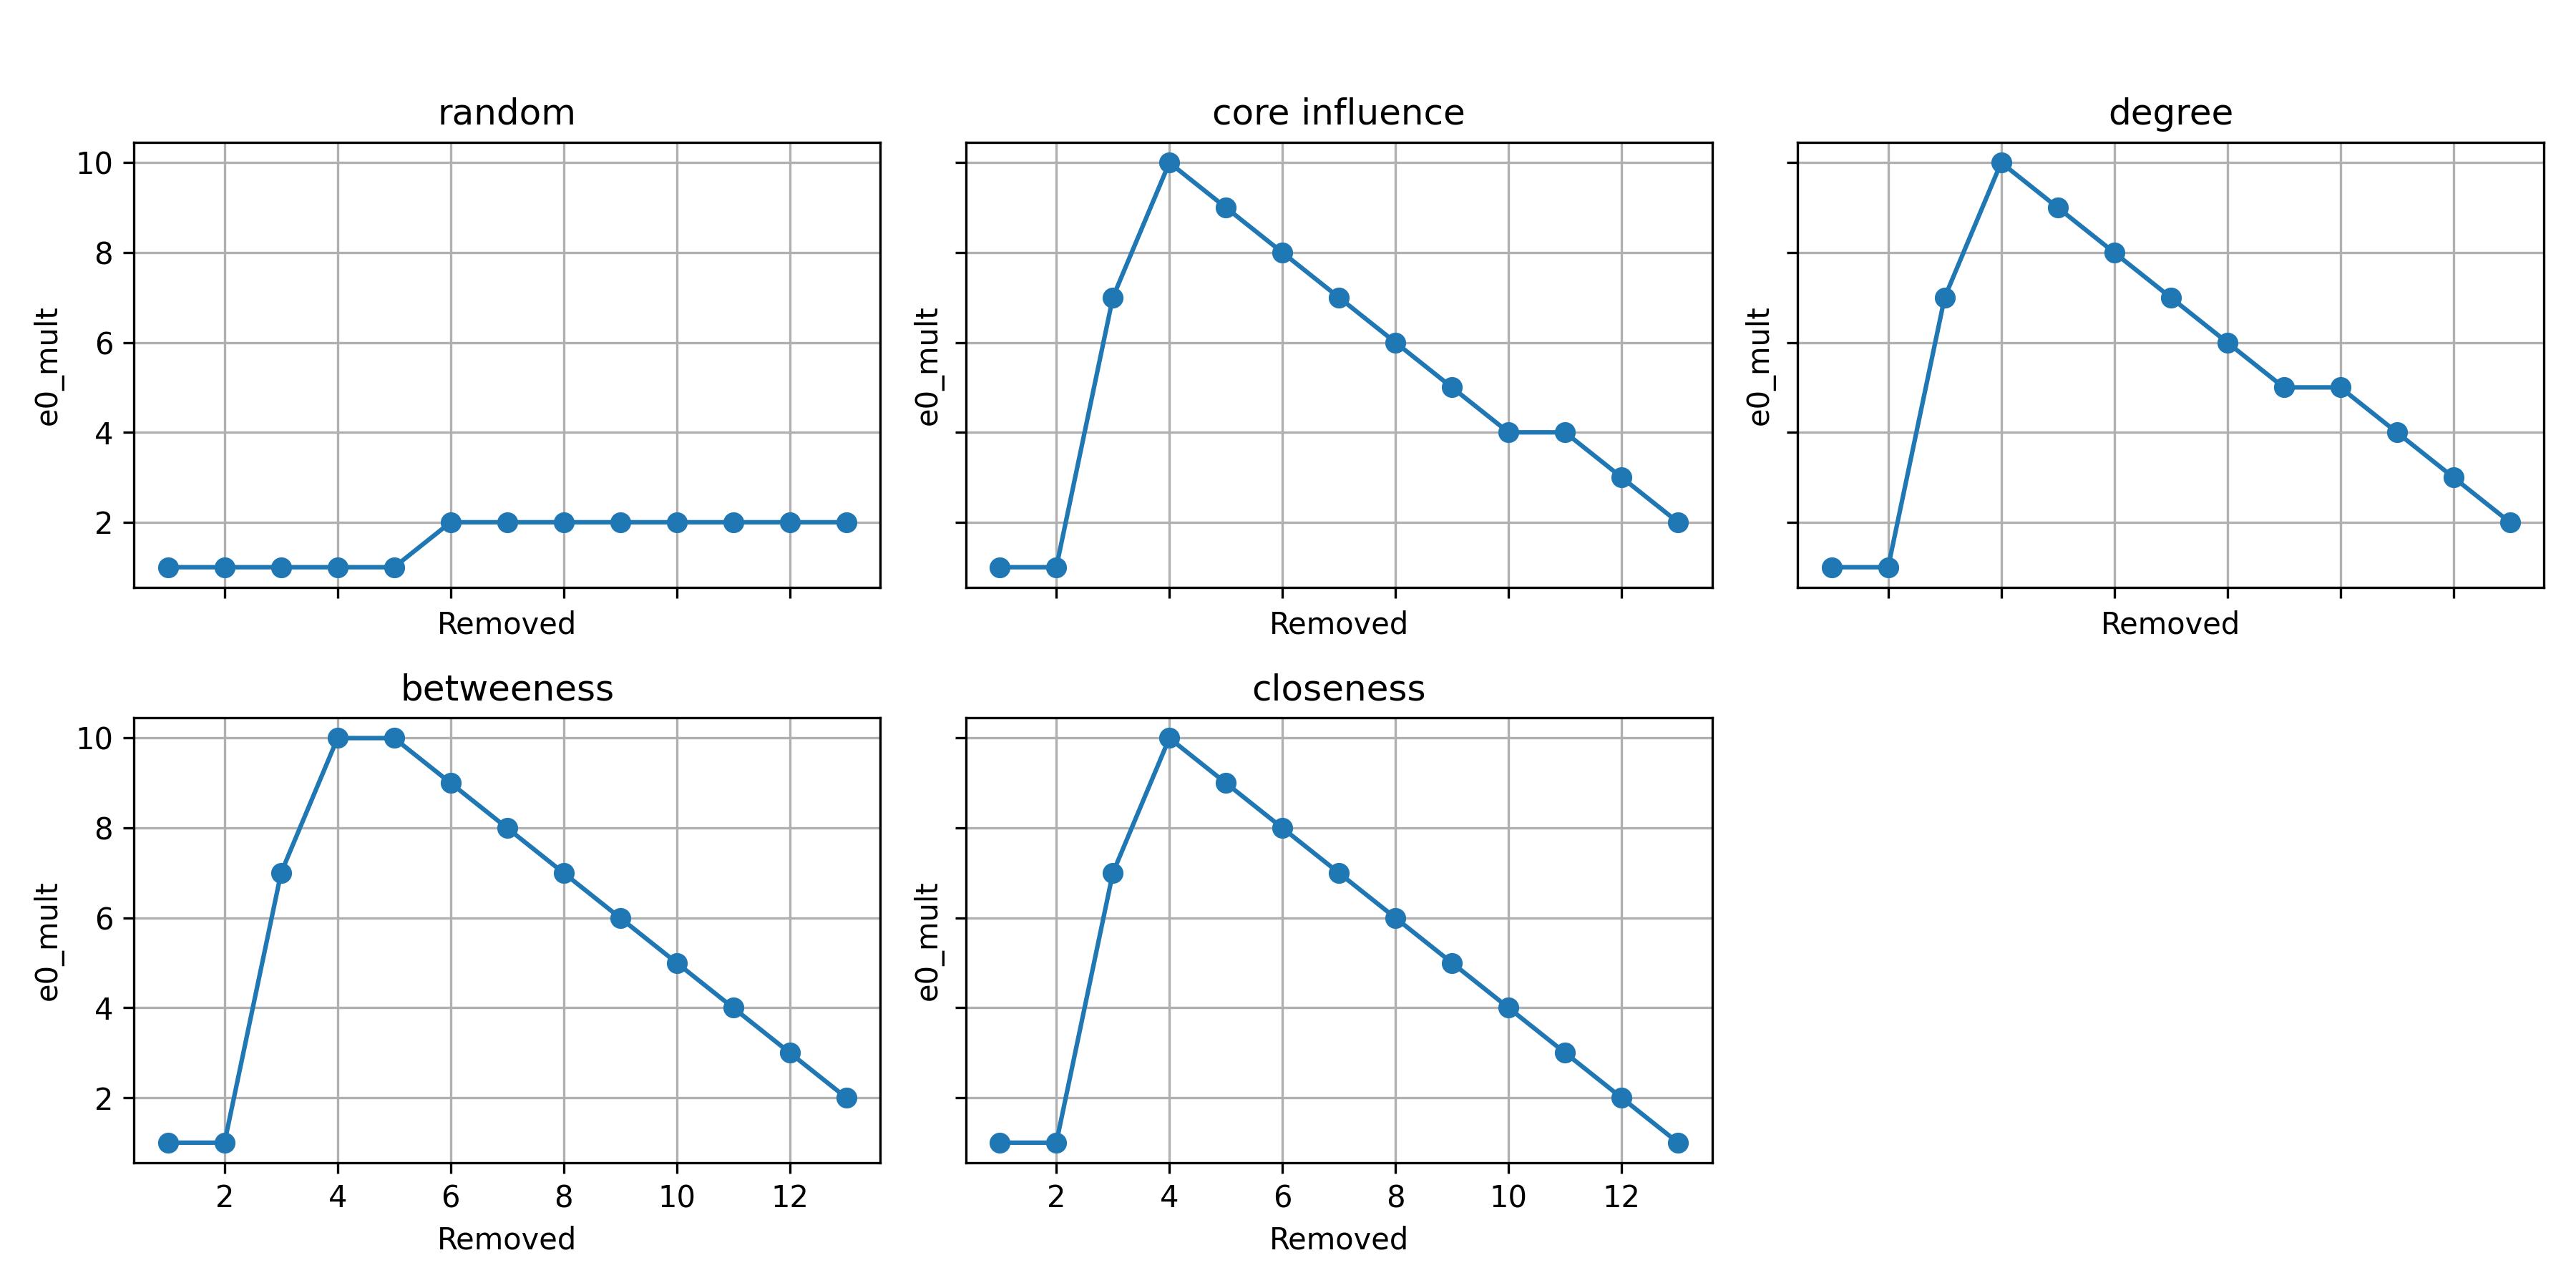 random
core influence
degree
10
8
6
4
2
e0_mult
e0_mult
e0_mult
Removed
Removed
Removed
betweeness
closeness
10
8
6
4
2
e0_mult
e0_mult
2 4 6 8 10 12
2 4 6 8 10 12
Removed
Removed